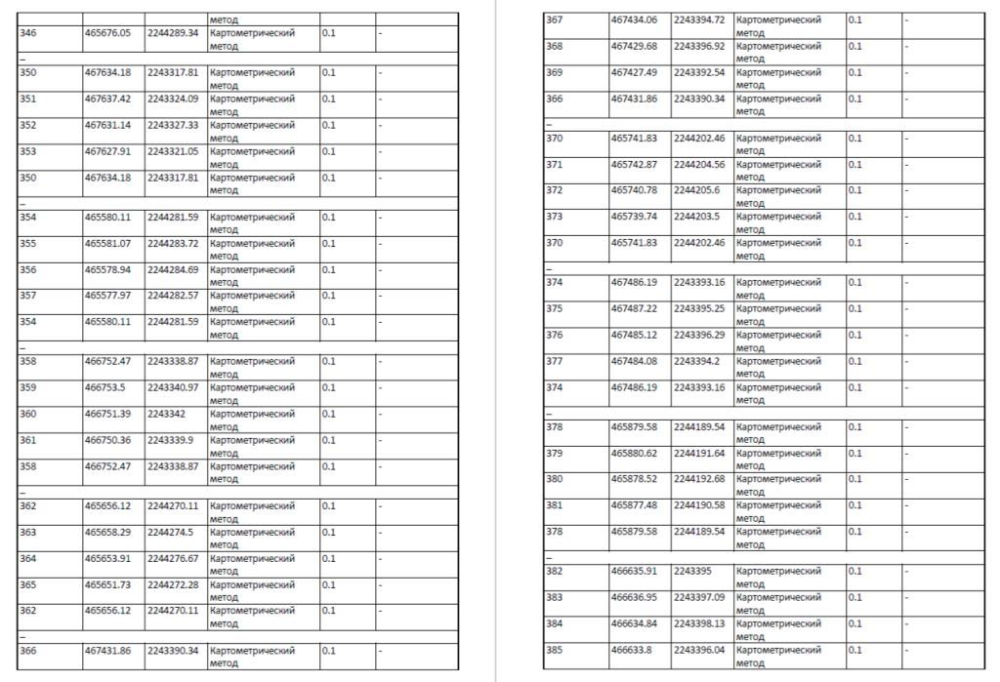 метод
346 465676.05 2244289.34 Картометрический 0.1 -
метод
–
350 467634.18 2243317.81 Картометрический 0.1 -
метод
351 467637.42 2243324.09 Картометрический 0.1 -
метод
352 467631.14 2243327.33 Картометрический 0.1 -
метод
353 467627.91 2243321.05 Картометрический 0.1 -
метод
350 467634.18 2243317.81 Картометрический 0.1 -
метод
–
354 465580.11 2244281.59 Картометрический 0.1 -
метод
355 465581.07 2244283.72 Картометрический 0.1 -
метод
356 465578.94 2244284.69 Картометрический 0.1 -
метод
357 465577.97 2244282.57 Картометрический 0.1 -
метод
354 465580.11 2244281.59 Картометрический 0.1 -
метод
–
358 466752.47 2243338.87 Картометрический 0.1 -
метод
359 466753.5 2243340.97 Картометрический 0.1 -
метод
360 466751.39 2243342 Картометрический 0.1 -
метод
361 466750.36 2243339.9 Картометрический 0.1 -
метод
358 466752.47 2243338.87 Картометрический 0.1 -
метод
–
362 465656.12 2244270.11 Картометрический 0.1 -
метод
363 465658.29 2244274.5 Картометрический 0.1 -
метод
364 465653.91 2244276.67 Картометрический 0.1 -
метод
365 465651.73 2244272.28 Картометрический 0.1 -
метод
362 465656.12 2244270.11 Картометрический 0.1 -
метод
–
366 467431.86 2243390.34 Картометрический 0.1 -
метод
367 467434.06 2243394.72 Картометрический 0.1 -
метод
368 467429.68 2243396.92 Картометрический 0.1 -
метод
369 467427.49 2243392.54 Картометрический 0.1 -
метод
366 467431.86 2243390.34 Картометрический 0.1 -
метод
–
370 465741.83 2244202.46 Картометрический 0.1 -
метод
371 465742.87 2244204.56 Картометрический 0.1 -
метод
372 465740.78 2244205.6 Картометрический 0.1 -
метод
373 465739.74 2244203.5 Картометрический 0.1 -
метод
370 465741.83 2244202.46 Картометрический 0.1 -
метод
–
374 467486.19 2243393.16 Картометрический 0.1 -
метод
375 467487.22 2243395.25 Картометрический 0.1 -
метод
376 467485.12 2243396.29 Картометрический 0.1 -
метод
377 467484.08 2243394.2 Картометрический 0.1 -
метод
374 467486.19 2243393.16 Картометрический 0.1 -
метод
–
378 465879.58 2244189.54 Картометрический 0.1 -
метод
379 465880.62 2244191.64 Картометрический 0.1 -
метод
380 465878.52 2244192.68 Картометрический 0.1 -
метод
381 465877.48 2244190.58 Картометрический 0.1 -
метод
378 465879.58 2244189.54 Картометрический 0.1 -
метод
–
382 466635.91 2243395 Картометрический 0.1 -
метод
383 466636.95 2243397.09 Картометрический 0.1 -
метод
384 466634.84 2243398.13 Картометрический 0.1 -
метод
385 466633.8 2243396.04 Картометрический 0.1 -
метод